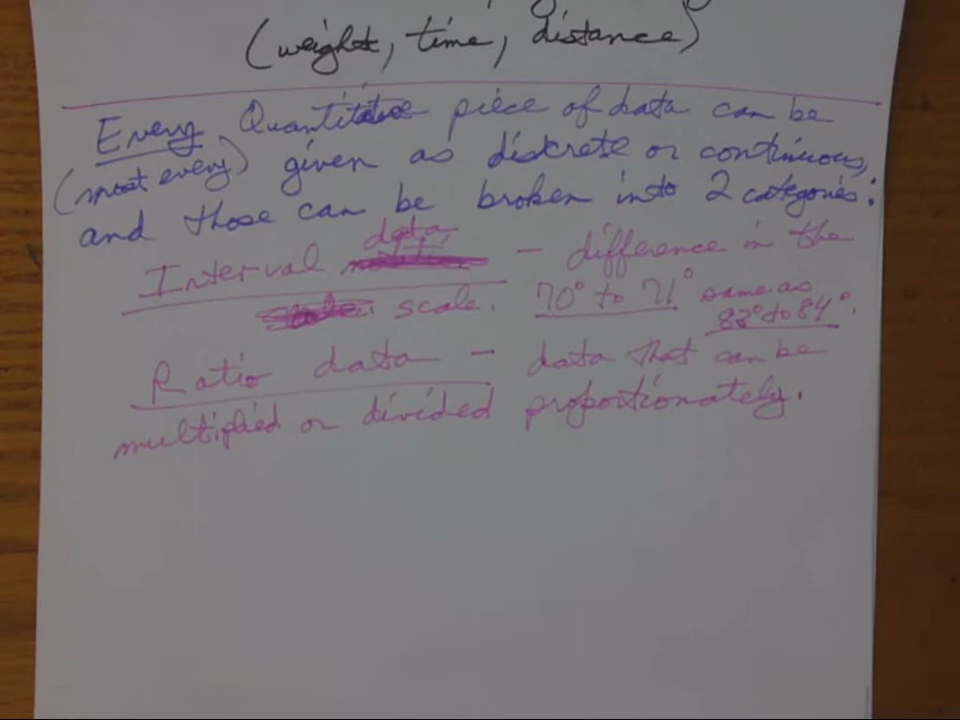 (weight, time, distance)
Every Quantitative piece of data can be
(most every) given as diskrete or continuous,
and those can be broken into 2 categories:
Interval data - difference in the
scale. 70° to 71° same as
83° to 84°.
Ratio data - data that can be
multiplied or divided proportionately.